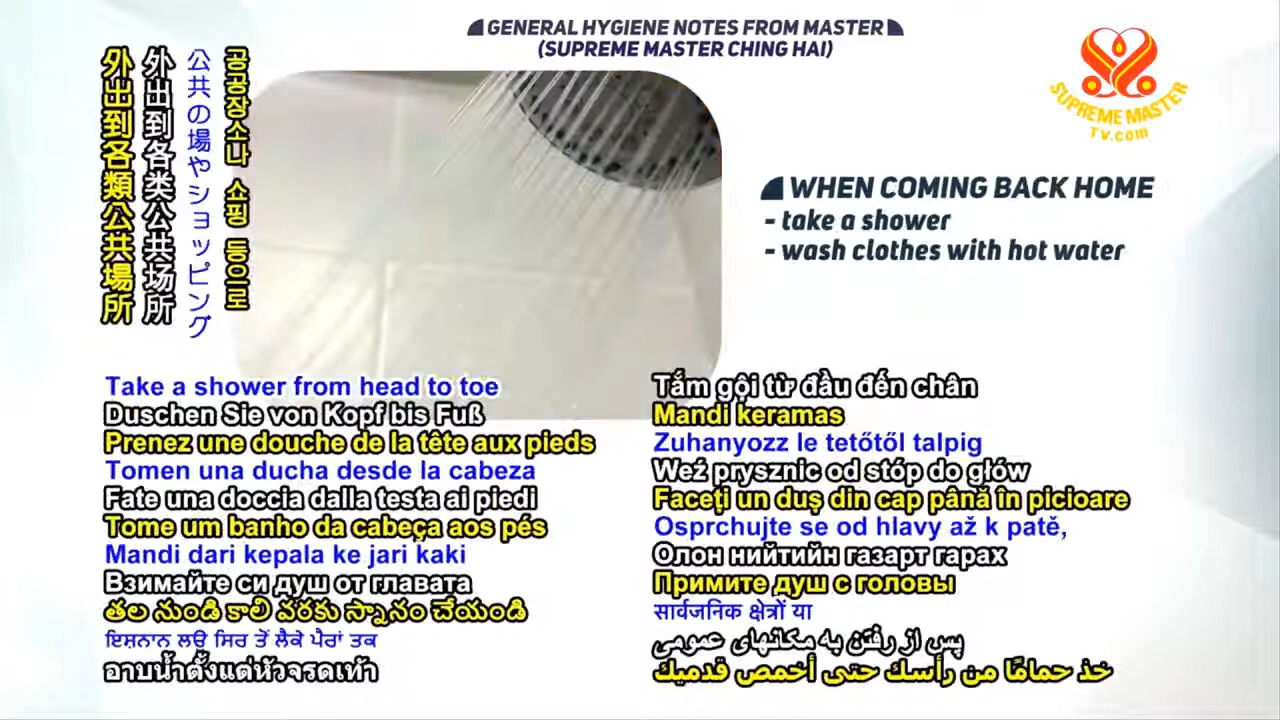 GENERAL HYGIENE NOTES FROM MASTER
(SUPREME MASTER CHING HAI)
SUPREME MASTER
TV.com
外出到各類公共場所
外出到各类公共场所
公共の場やショッピング
공공장소나 쇼핑 등으로
WHEN COMING BACK HOME
- take a shower
- wash clothes with hot water
Take a shower from head to toe
Duschen Sie von Kopf bis Fuß
Prenez une douche de la tête aux pieds
Tomen una ducha desde la cabeza
Fate una doccia dalla testa ai piedi
Tome um banho da cabeça aos pés
Mandi dari kepala ke jari kaki
Взимайте си душ от главата
తల నుండి కాలి వరకు స్నానం చేయండి
ਇਸ਼ਨਾਨ ਲਓ ਸਿਰ ਤੋਂ ਲੈਕੇ ਪੈਰਾਂ ਤਕ
อาบน้ำตั้งแต่หัวจรดเท้า
Tắm gội từ đầu đến chân
Mandi keramas
Zuhanyozz le tetőtől talpig
Weź prysznic od stóp do głów
Faceți un duș din cap până în picioare
Osprchujte se od hlavy až k patě,
Олон нийтийн газарт гарах
Примите душ с головы
सार्वजनिक क्षेत्रों या
پس از رفتن به مکانهای عمومی
خذ حمامًا من رأسك حتى أخمص قدميك